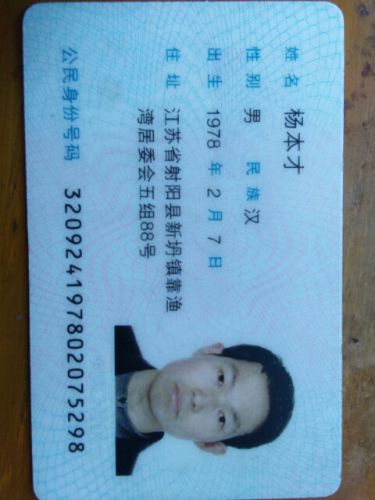 姓名 杨本才
性别 男 民族 汉
出生 1978 年 2 月 7 日
住址 江苏省射阳县新坍镇靠渔
湾居委会五组88号
公民身份号码 320924197802075298